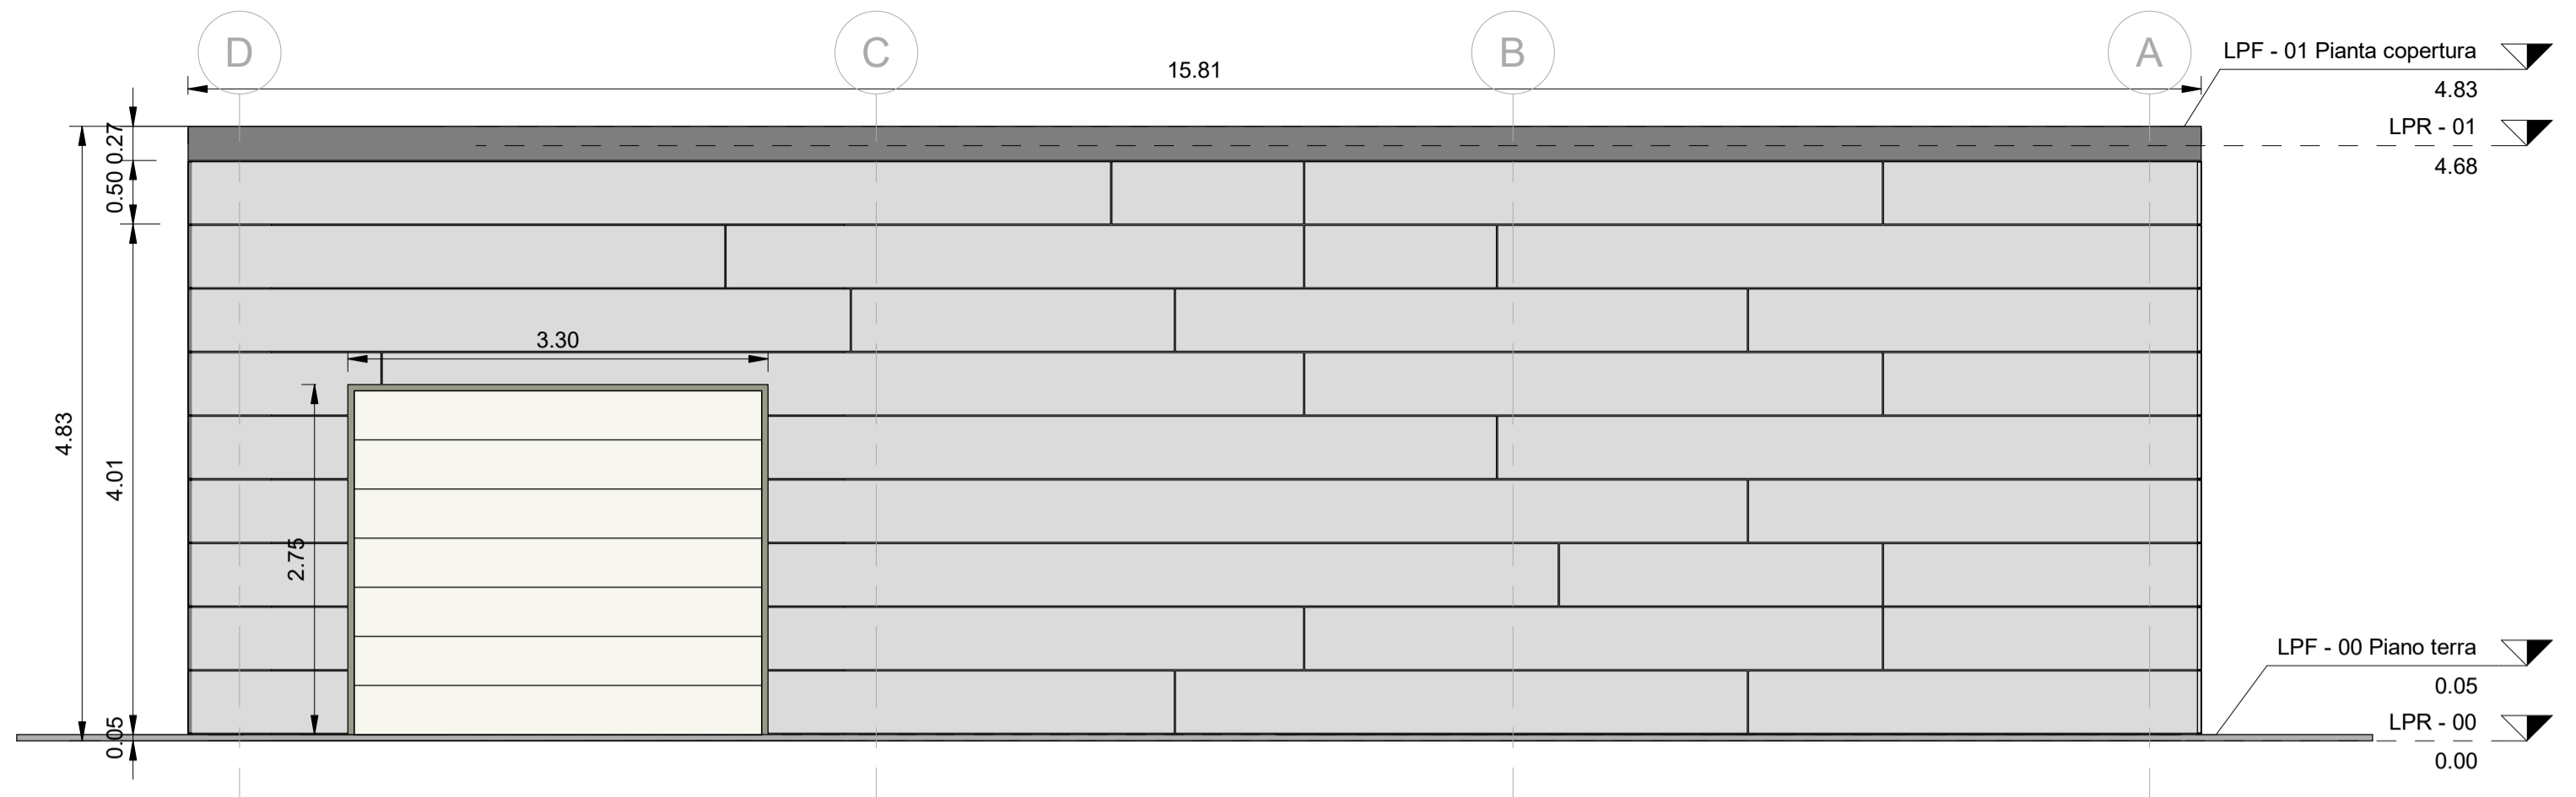 D
C
B
A
15.81
LPF - 01 Pianta copertura
4.83
LPR - 01
4.68
0.27
0.50
3.30
4.83
4.01
2.75
0.05
LPF - 00 Piano terra
0.05
LPR - 00
0.00